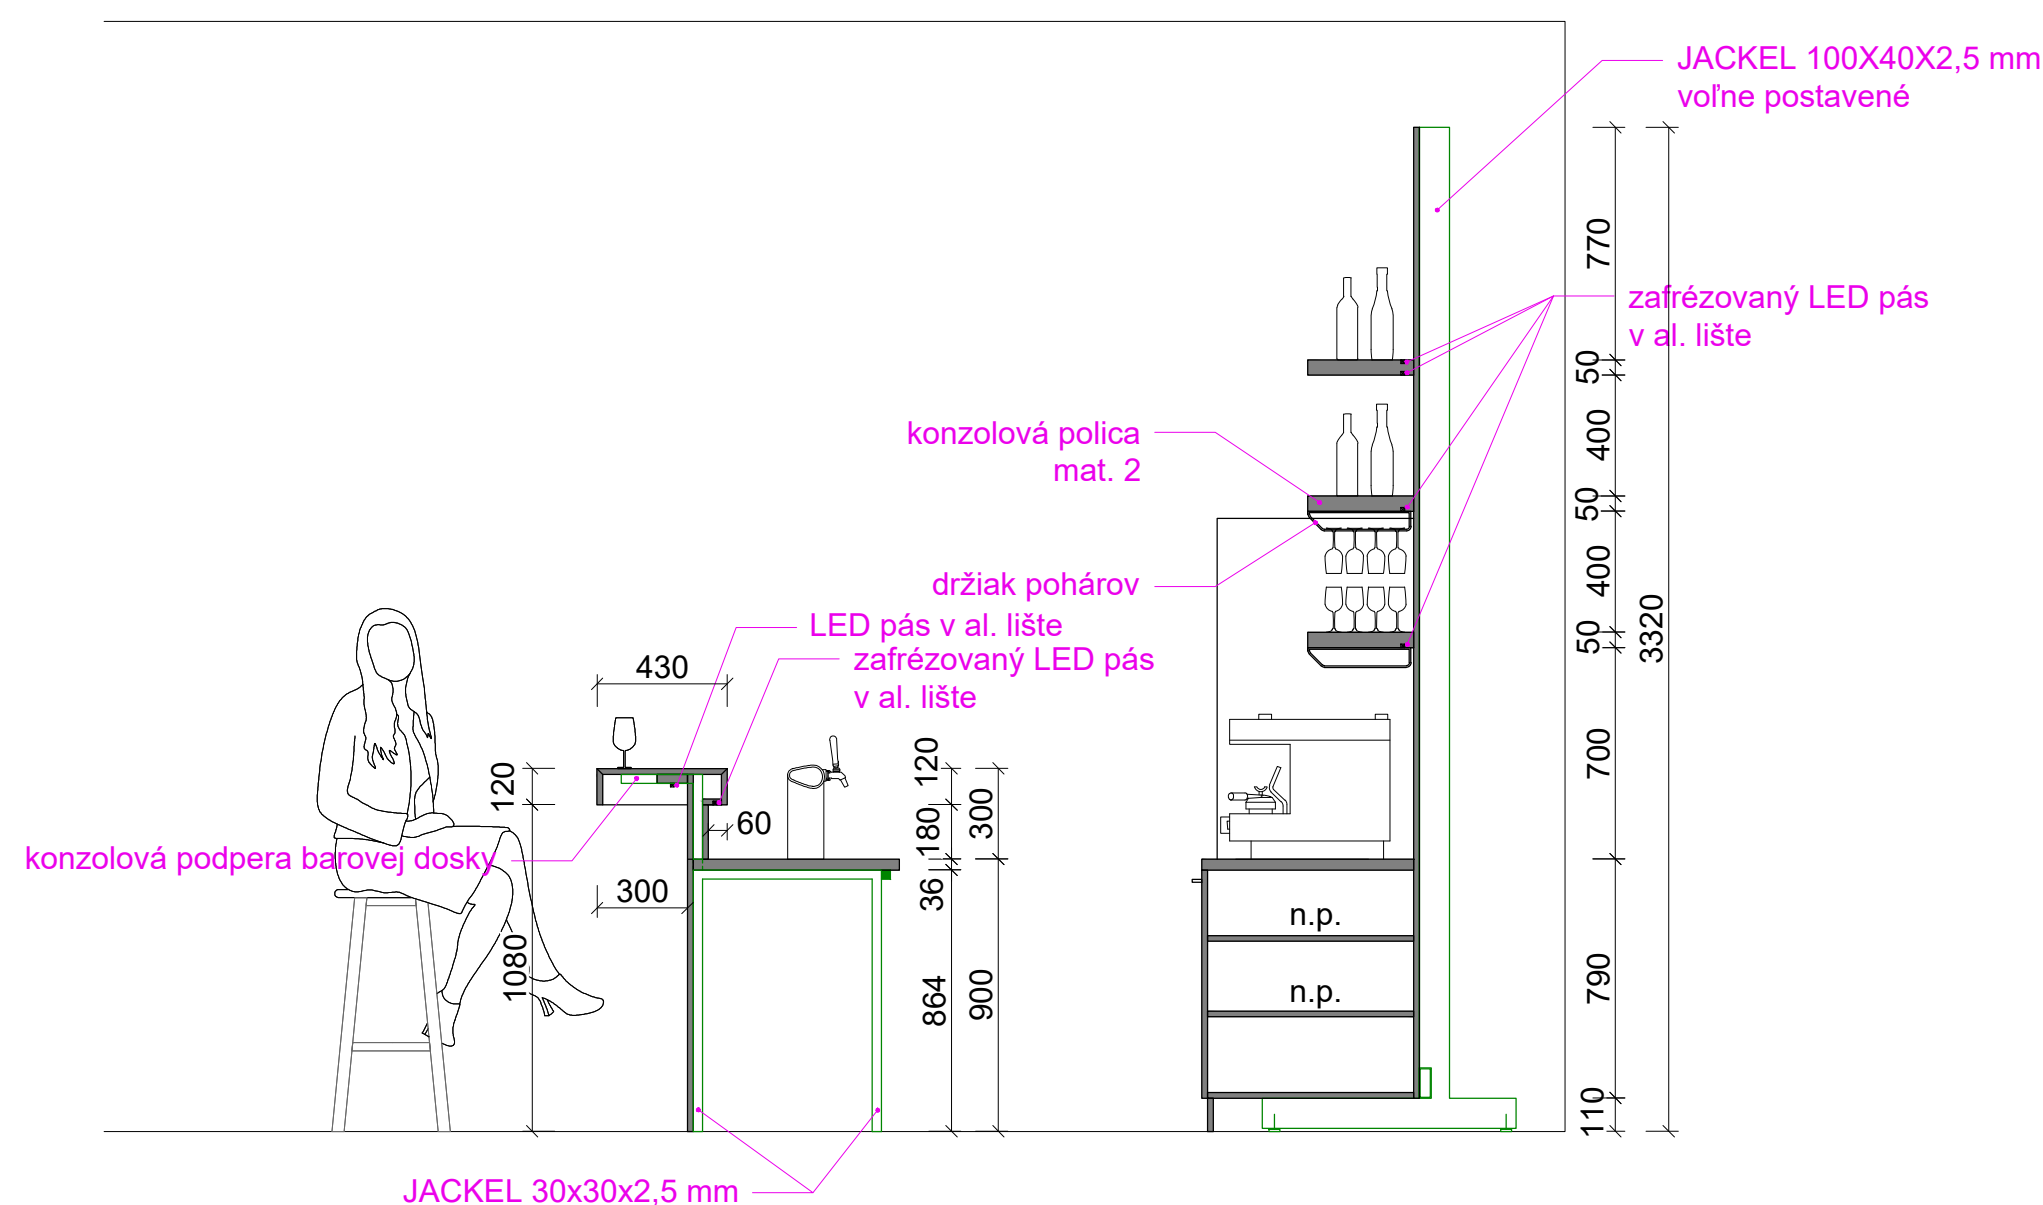 JACKEL 100X40X2,5 mm
voľne postavené
770
zafrézovaný LED pás
v al. lište
50
400
konzolová polica
mat. 2
50
400
držiak pohárov
3320
50
LED pás v al. lište
zafrézovaný LED pás
v al. lište
430
700
120
120
300
180
60
konzolová podpera barovej dosky
300
36
n.p.
1080
864
900
n.p.
790
110
JACKEL 30x30x2,5 mm